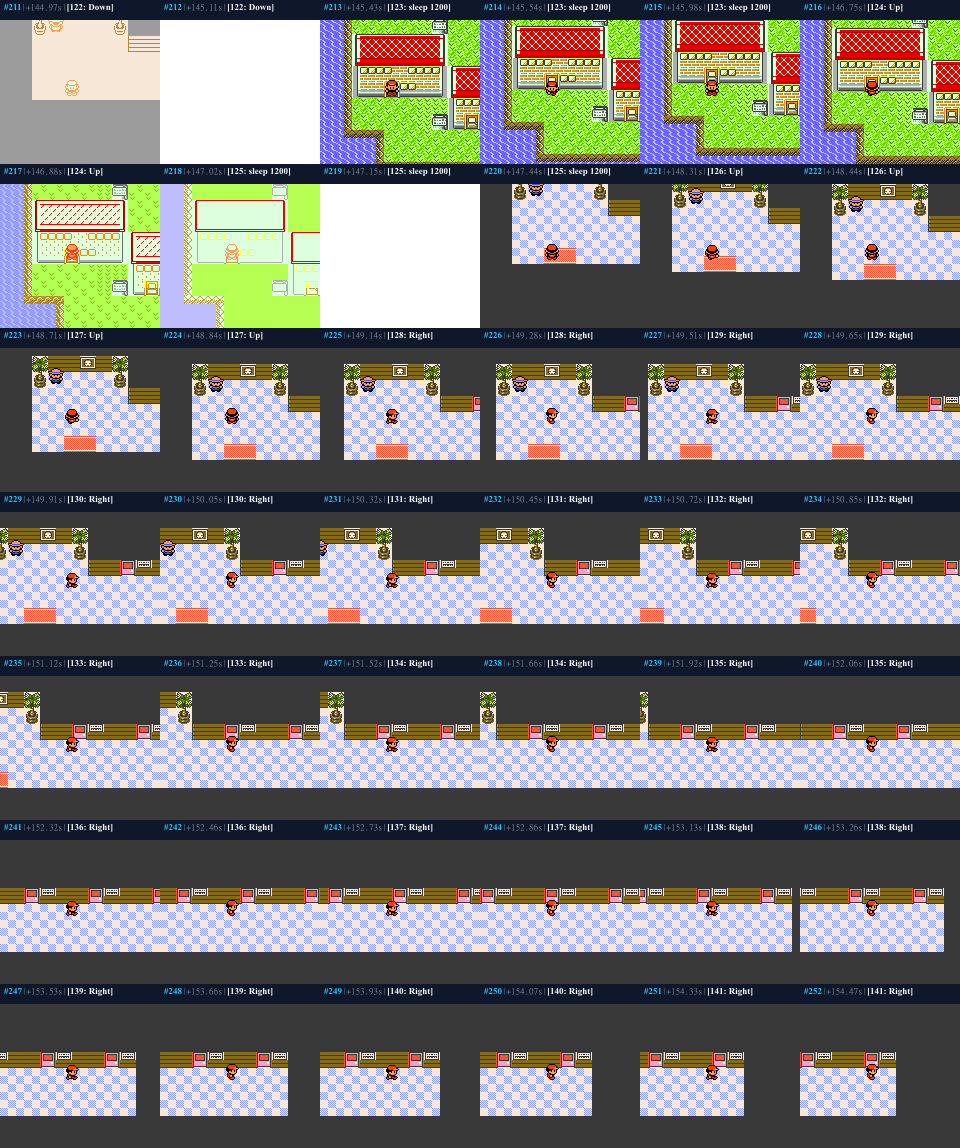 #211|+144.97s|[122: Down]
#212|+145.11s|[122: Down]
#213|+145.43s|[123: sleep 1200]
#214|+145.54s|[123: sleep 1200]
#215|+145.98s|[123: sleep 1200]
#216|+146.75s|[124: Up]
#217|+146.88s|[124: Up]
#218|+147.02s|[125: sleep 1200]
#219|+147.15s|[125: sleep 1200]
#220|+147.44s|[125: sleep 1200]
#221|+148.31s|[126: Up]
#222|+148.44s|[126: Up]
#223|+148.71s|[127: Up]
#224|+148.84s|[127: Up]
#225|+149.14s|[128: Right]
#226|+149.28s|[128: Right]
#227|+149.51s|[129: Right]
#228|+149.65s|[129: Right]
#229|+149.91s|[130: Right]
#230|+150.05s|[130: Right]
#231|+150.32s|[131: Right]
#232|+150.45s|[131: Right]
#233|+150.72s|[132: Right]
#234|+150.85s|[132: Right]
#235|+151.12s|[133: Right]
#236|+151.25s|[133: Right]
#237|+151.52s|[134: Right]
#238|+151.66s|[134: Right]
#239|+151.92s|[135: Right]
#240|+152.06s|[135: Right]
#241|+152.32s|[136: Right]
#242|+152.46s|[136: Right]
#243|+152.73s|[137: Right]
#244|+152.86s|[137: Right]
#245|+153.13s|[138: Right]
#246|+153.26s|[138: Right]
#247|+153.53s|[139: Right]
#248|+153.66s|[139: Right]
#249|+153.93s|[140: Right]
#250|+154.07s|[140: Right]
#251|+154.33s|[141: Right]
#252|+154.47s|[141: Right]